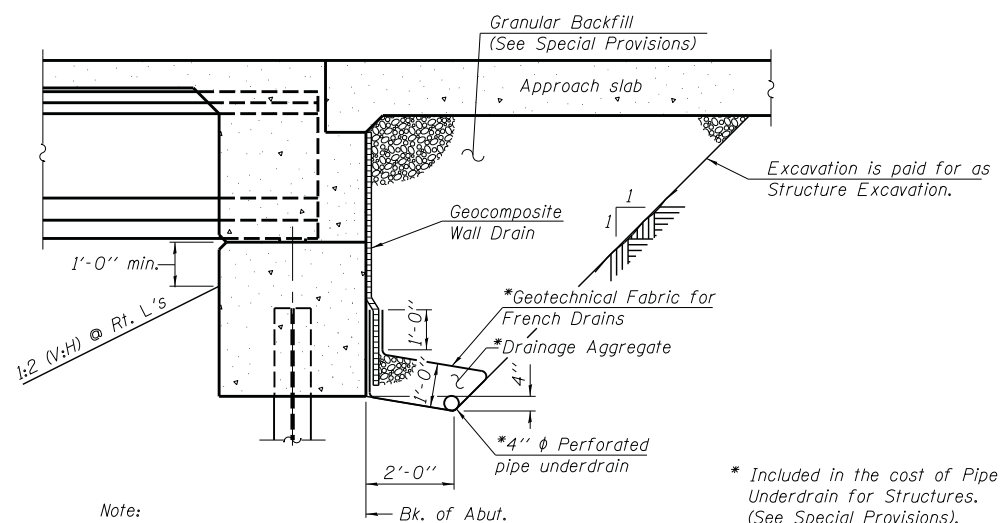 Granular Backfill
(See Special Provisions)
Approach slab
Excavation is paid for as
Structure Excavation.
1
1
Geocomposite
Wall Drain
1'-0'' min.
1:2 (V:H) @ Rt. L's
*Geotechnical Fabric for
French Drains
1'-0''
*Drainage Aggregate
1'-0''
4''
*4'' ϕ Perforated
pipe underdrain
2'-0''
* Included in the cost of Pipe
Underdrain for Structures.
(See Special Provisions).
Note:
Bk. of Abut.